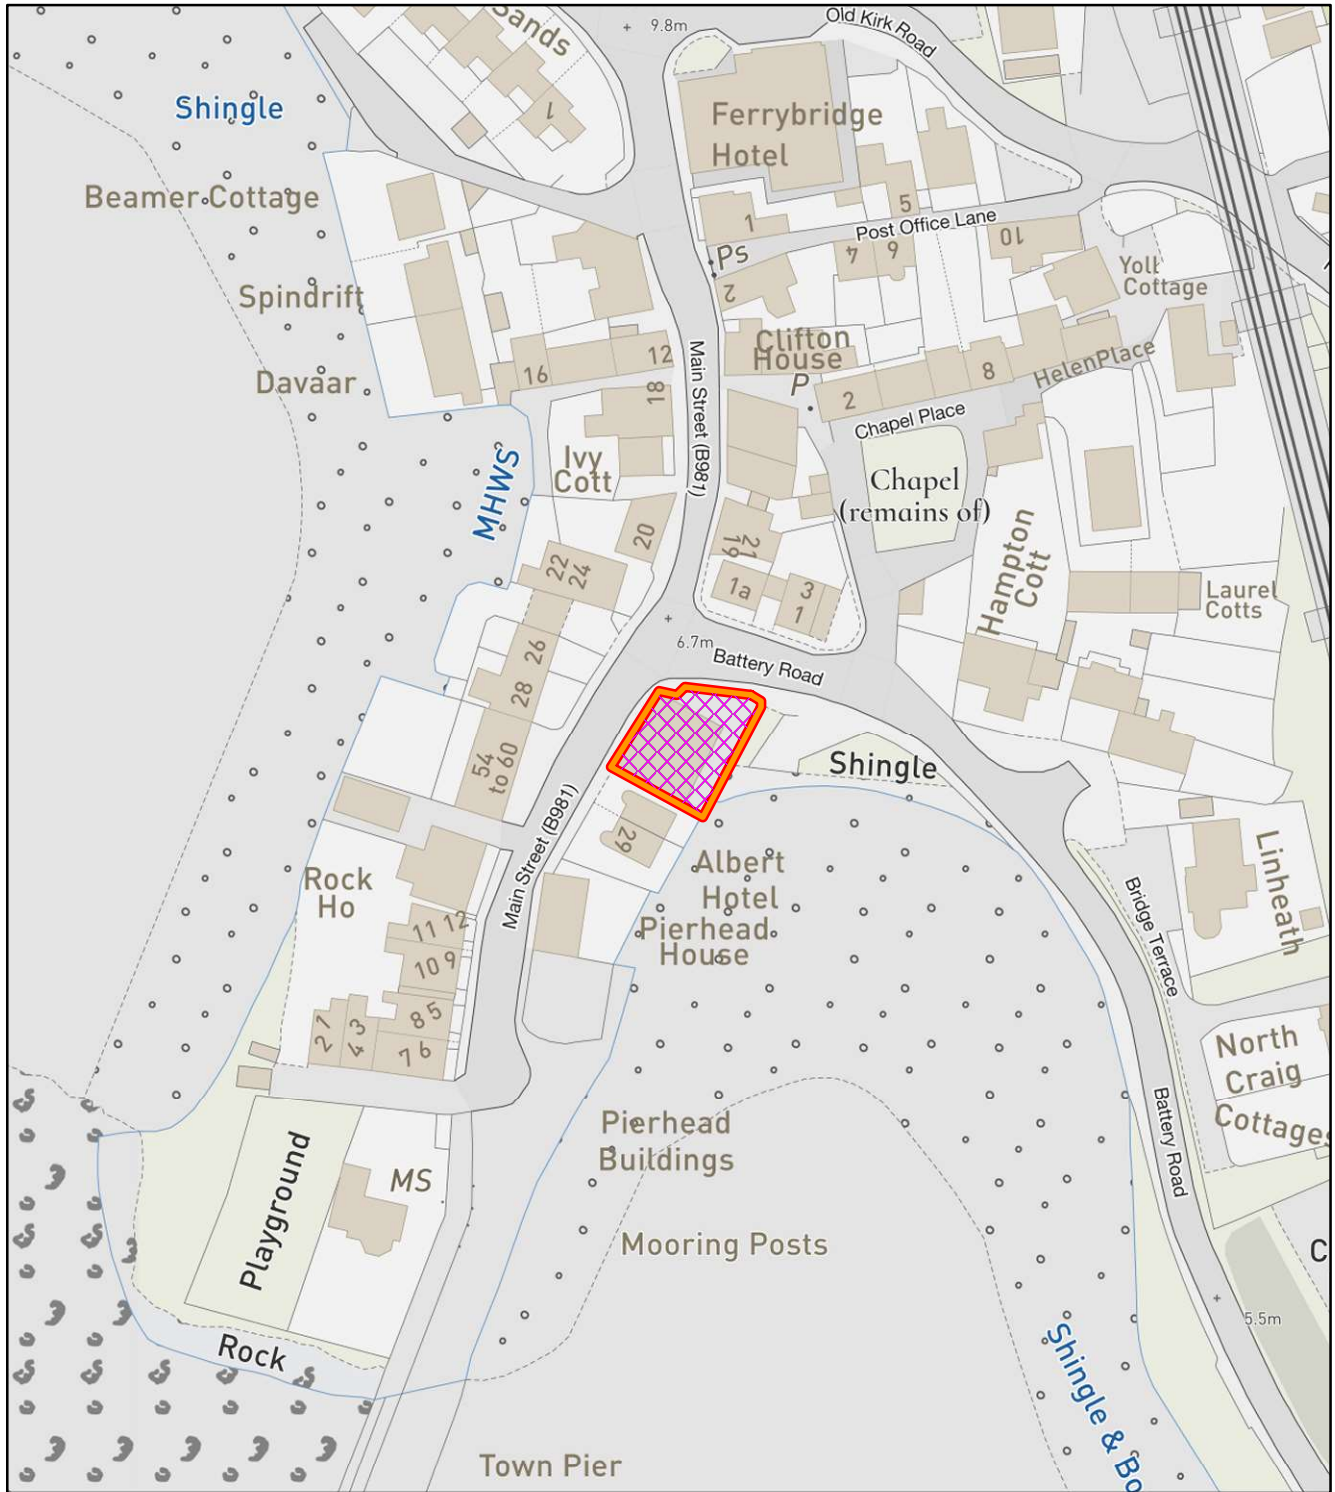 Sands
9.8m
Old Kirk Road
Shingle
1
Ferrybridge
Hotel
Beamer Cottage
5
1
Post Office Lane
Ps
4
6
10
Yoll
Cottage
Spindrift
2
Clifton
House
12
16
Main Street (B981)
Helen Place
8
Davaar
18
P
2
Chapel Place
Ivy
Cott
MHWS
Chapel
(remains of)
20
19
21
Hampton
Cott
22
24
1a
3
1
Laurel
Cotts
26
6.7m
Battery Road
28
54
to 60
Shingle
Main Street (B981)
29
Albert
Hotel
Linheath
Rock
Ho
Pierhead
House
Bridge Terrace
11 12
10 9
8 5
7 6
1
2
3
4
North
Craig
Cottages
Pierhead
Buildings
Battery Road
Playground
MS
Mooring Posts
C
5.5m
Rock
Shingle & Bo
Town Pier